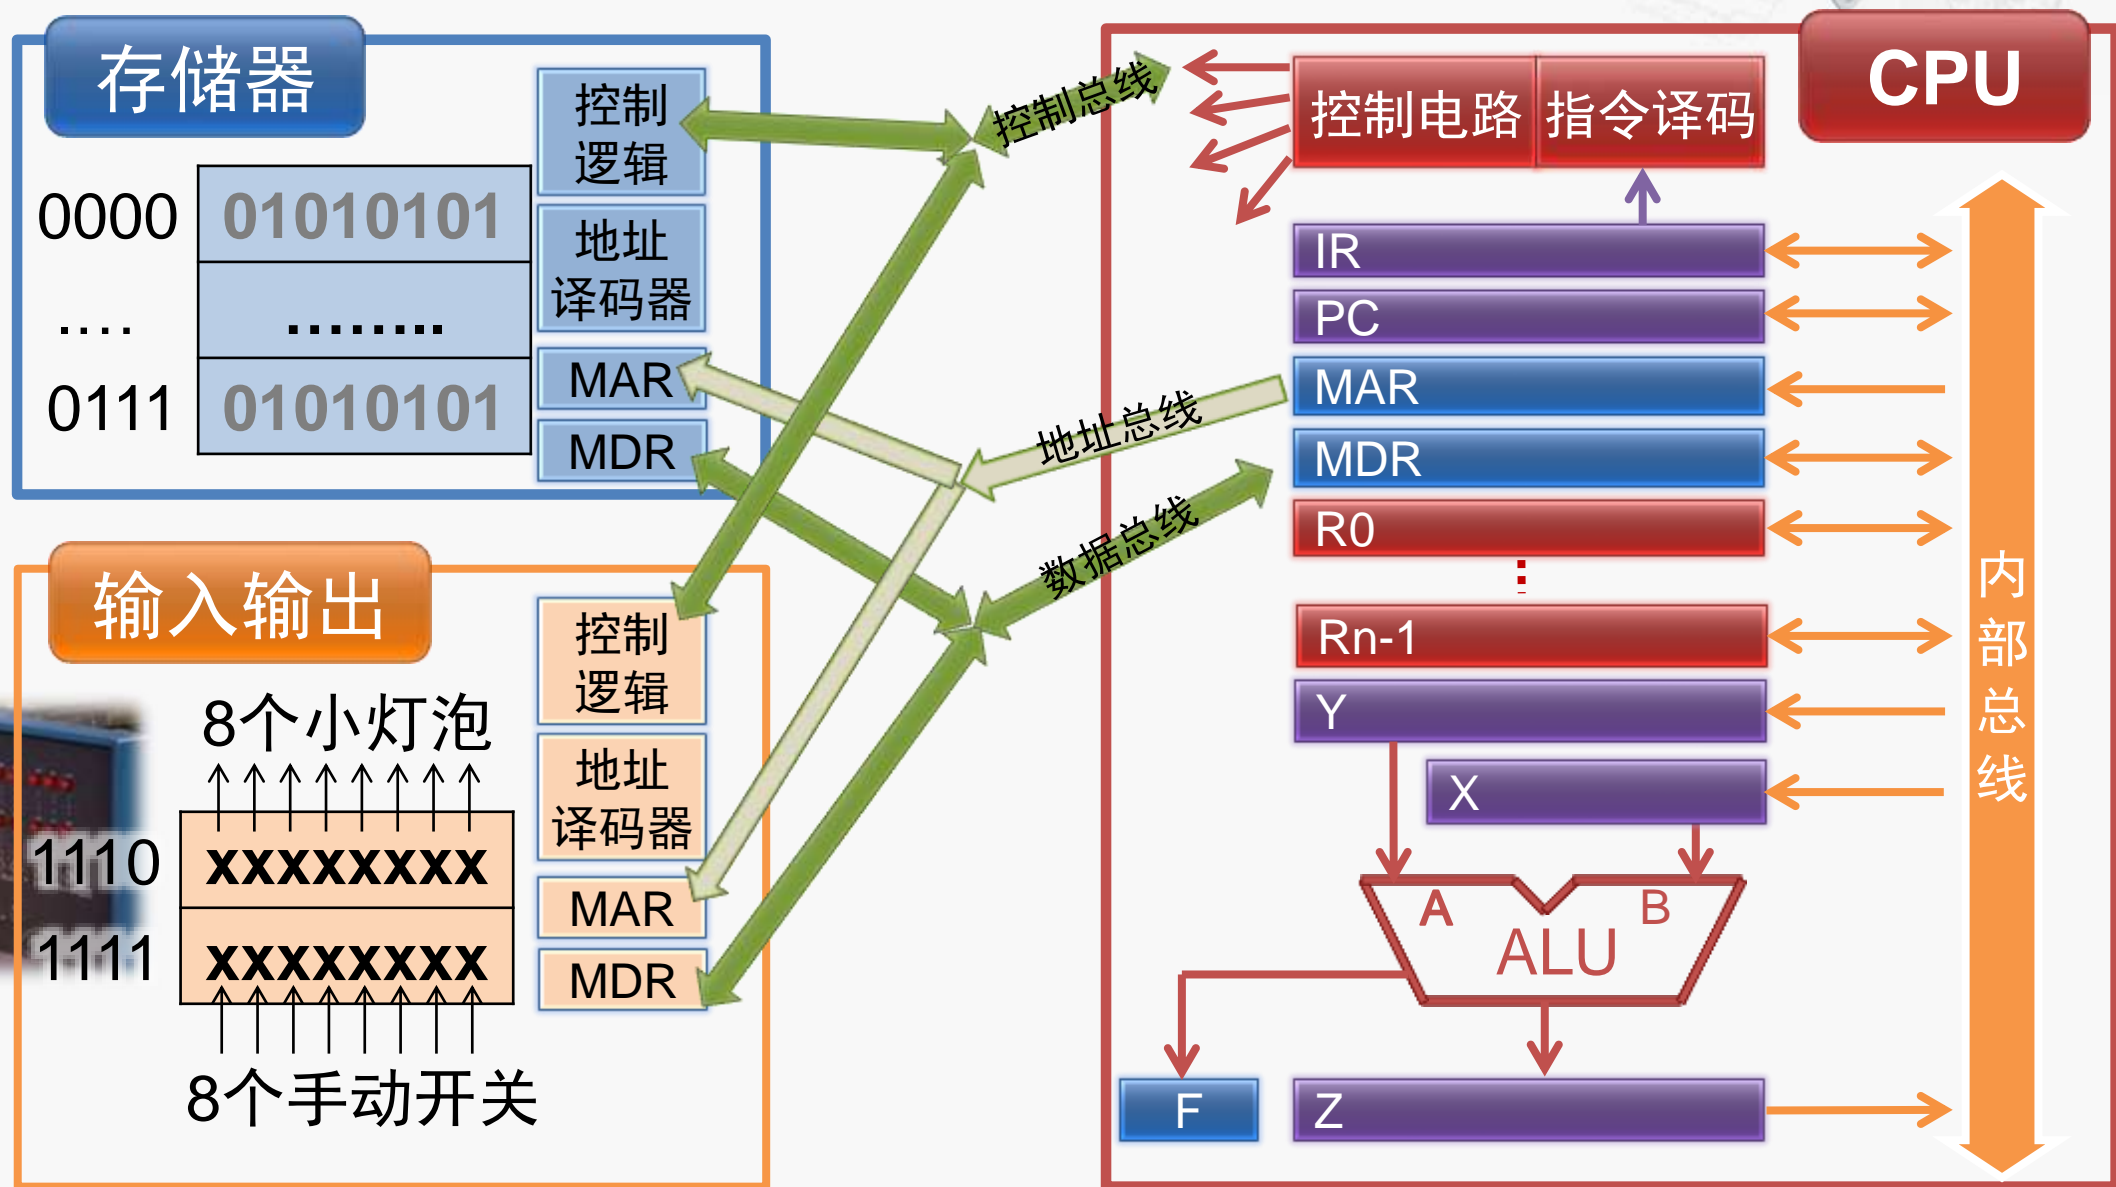 存储器
控制
逻辑
0000
01010101
地址
译码器
....
........
MAR
0111
01010101
MDR
输入输出
控制
逻辑
8个小灯泡
地址
译码器
1110
xxxxxxxx
MAR
1111
xxxxxxxx
MDR
8个手动开关
控制总线
地址总线
数据总线
CPU
控制电路
指令译码
IR
PC
MAR
MDR
R0
Rn-1
Y
X
A
B
ALU
F
Z
内部总线